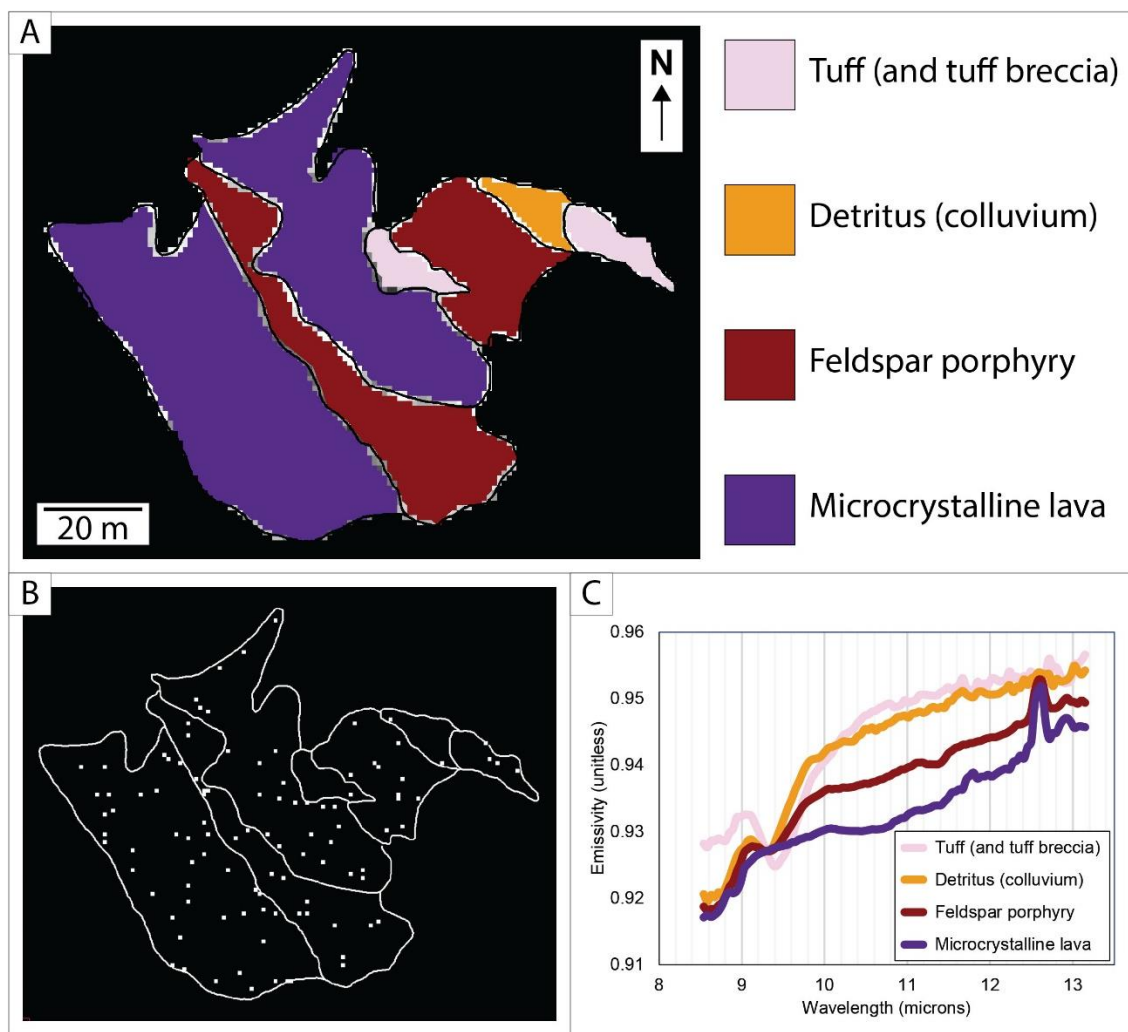 A
N
20 m
Tuff (and tuff breccia)
Detritus (colluvium)
Feldspar porphyry
Microcrystalline lava
B
C
0.96
0.95
0.94
0.93
0.92
0.91
Emissivity (unitless)
8 9 10 11 12 13
Wavelength (microns)
Tuff (and tuff breccia)
Detritus (colluvium)
Feldspar porphyry
Microcrystalline lava